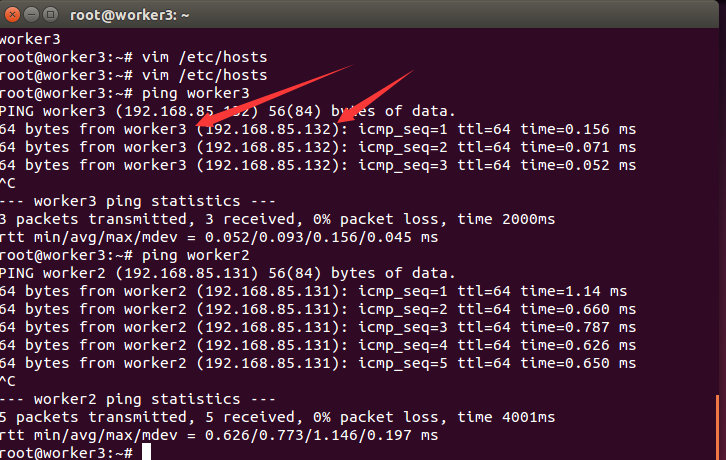 root@worker3: ~
worker3
root@worker3:~# vim /etc/hosts
root@worker3:~# vim /etc/hosts
root@worker3:~# ping worker3
PING worker3 (192.168.85.132) 56(84) bytes of data.
64 bytes from worker3 (192.168.85.132): icmp_seq=1 ttl=64 time=0.156 ms
64 bytes from worker3 (192.168.85.132): icmp_seq=2 ttl=64 time=0.071 ms
64 bytes from worker3 (192.168.85.132): icmp_seq=3 ttl=64 time=0.052 ms
^C
--- worker3 ping statistics ---
3 packets transmitted, 3 received, 0% packet loss, time 2000ms
rtt min/avg/max/mdev = 0.052/0.093/0.156/0.045 ms
root@worker3:~# ping worker2
PING worker2 (192.168.85.131) 56(84) bytes of data.
64 bytes from worker2 (192.168.85.131): icmp_seq=1 ttl=64 time=1.14 ms
64 bytes from worker2 (192.168.85.131): icmp_seq=2 ttl=64 time=0.660 ms
64 bytes from worker2 (192.168.85.131): icmp_seq=3 ttl=64 time=0.787 ms
64 bytes from worker2 (192.168.85.131): icmp_seq=4 ttl=64 time=0.626 ms
64 bytes from worker2 (192.168.85.131): icmp_seq=5 ttl=64 time=0.650 ms
^C
--- worker2 ping statistics ---
5 packets transmitted, 5 received, 0% packet loss, time 4001ms
rtt min/avg/max/mdev = 0.626/0.773/1.146/0.197 ms
root@worker3:~#